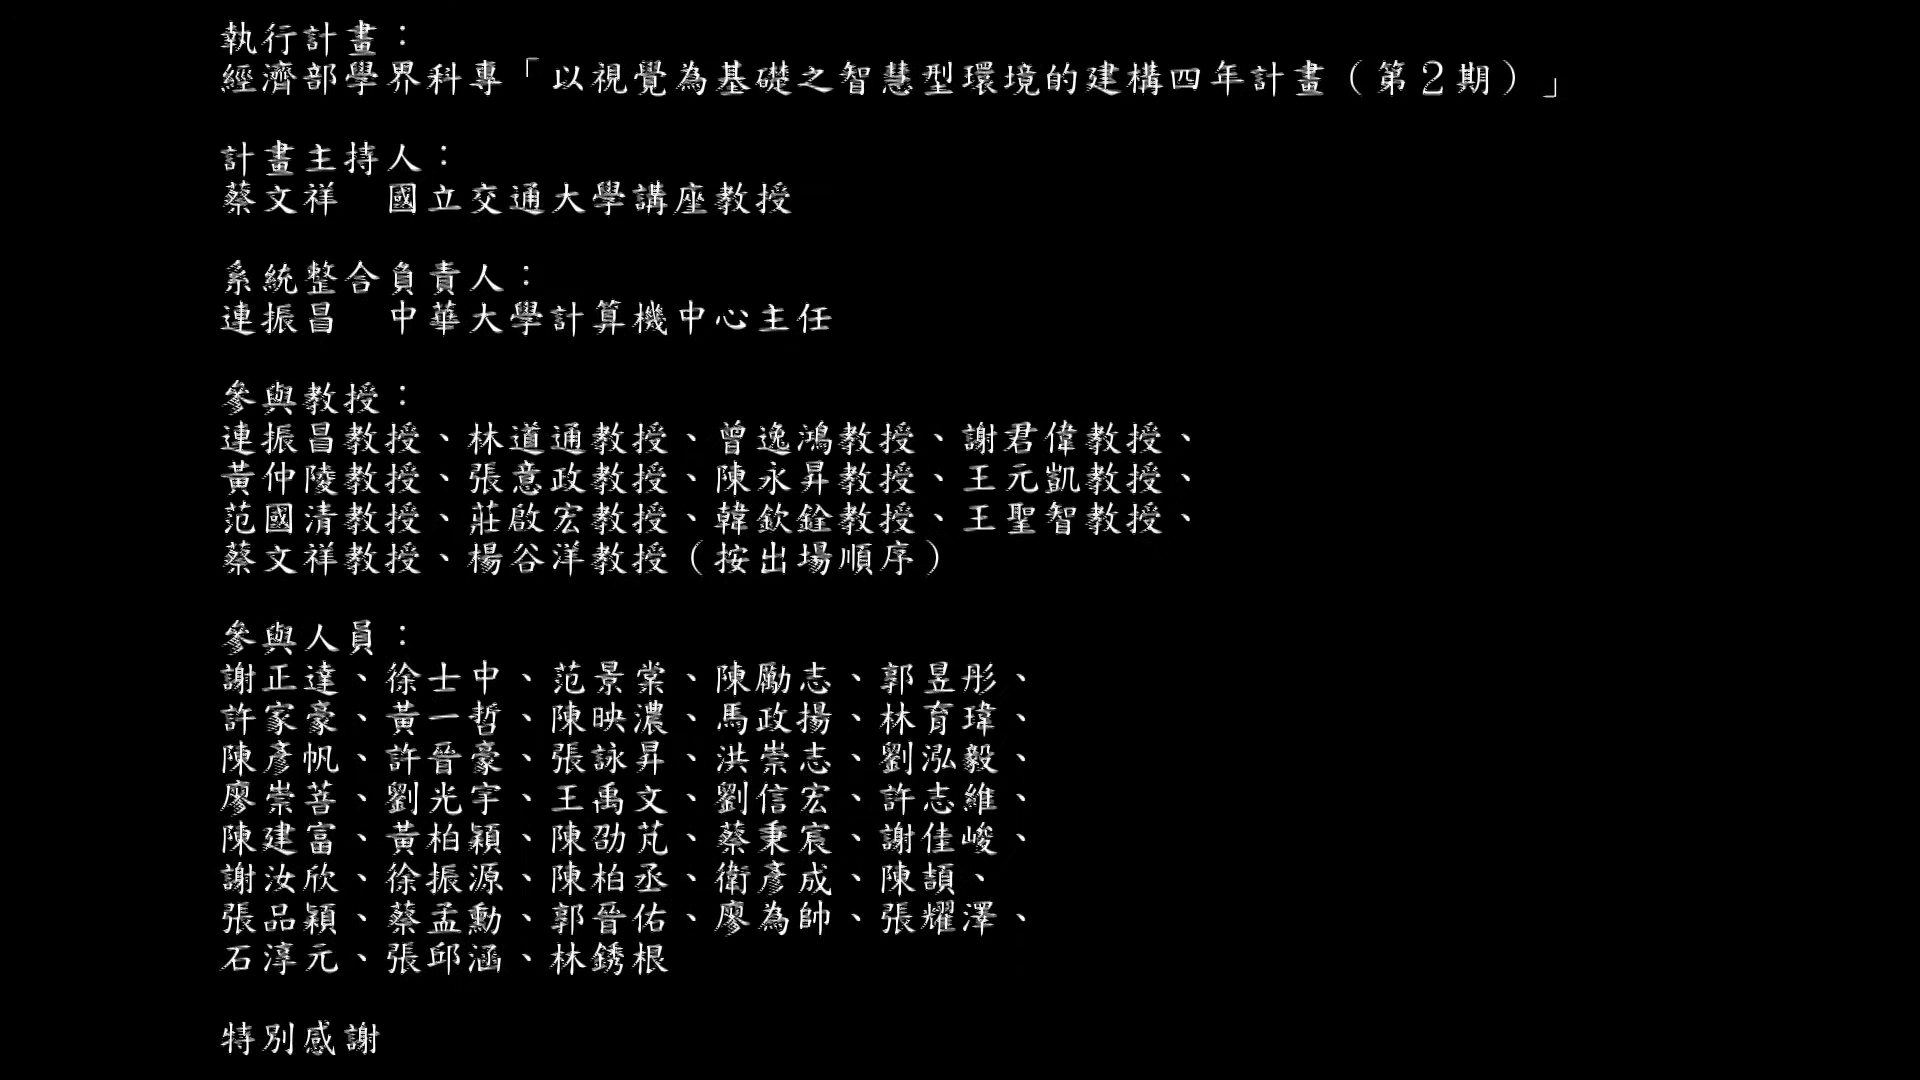 執行計畫：
經濟部學界科專「以視覺為基礎之智慧型環境的建構四年計畫（第２期）」
計畫主持人：
蔡文祥　國立交通大學講座教授
系統整合負責人：
連振昌　中華大學計算機中心主任
參與教授：
連振昌教授、林道通教授、曾逸鴻教授、謝君偉教授、
黃仲陵教授、張意政教授、陳永昇教授、王元凱教授、
范國清教授、莊啟宏教授、韓欽銓教授、王聖智教授、
蔡文祥教授、楊谷洋教授（按出場順序）
參與人員：
謝正達、徐士中、范景棠、陳勵志、郭昱彤、
許家豪、黃一哲、陳映濃、馬政揚、林育瑋、
陳彥帆、許晉豪、張詠昇、洪崇志、劉泓毅、
廖崇菩、劉光宇、王禹文、劉信宏、許志維、
陳建富、黃柏穎、陳劭芃、蔡秉宸、謝佳峻、
謝汝欣、徐振源、陳柏丞、衛彥成、陳頡、
張品穎、蔡孟勳、郭晉佑、廖為帥、張耀澤、
石淳元、張邱涵、林銹根
特別感謝